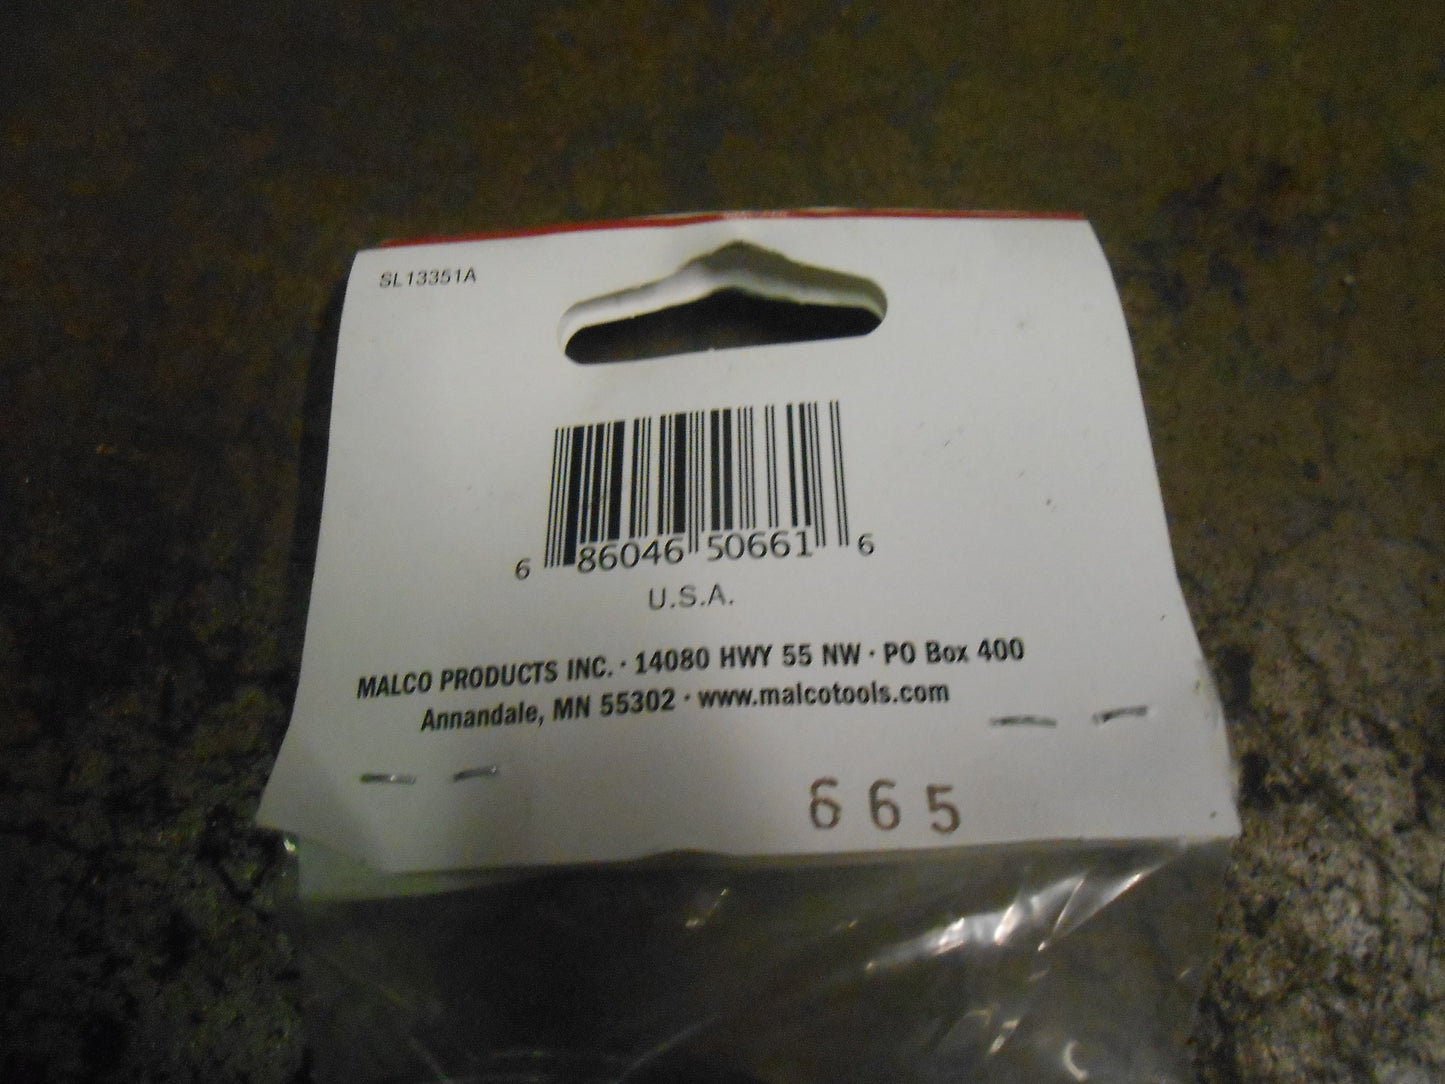 SL13351A
6 86046 50661 6
U.S.A.
MALCO PRODUCTS INC. · 14080 HWY 55 NW · PO Box 400
Annandale, MN 55302 · www.malcotools.com
665